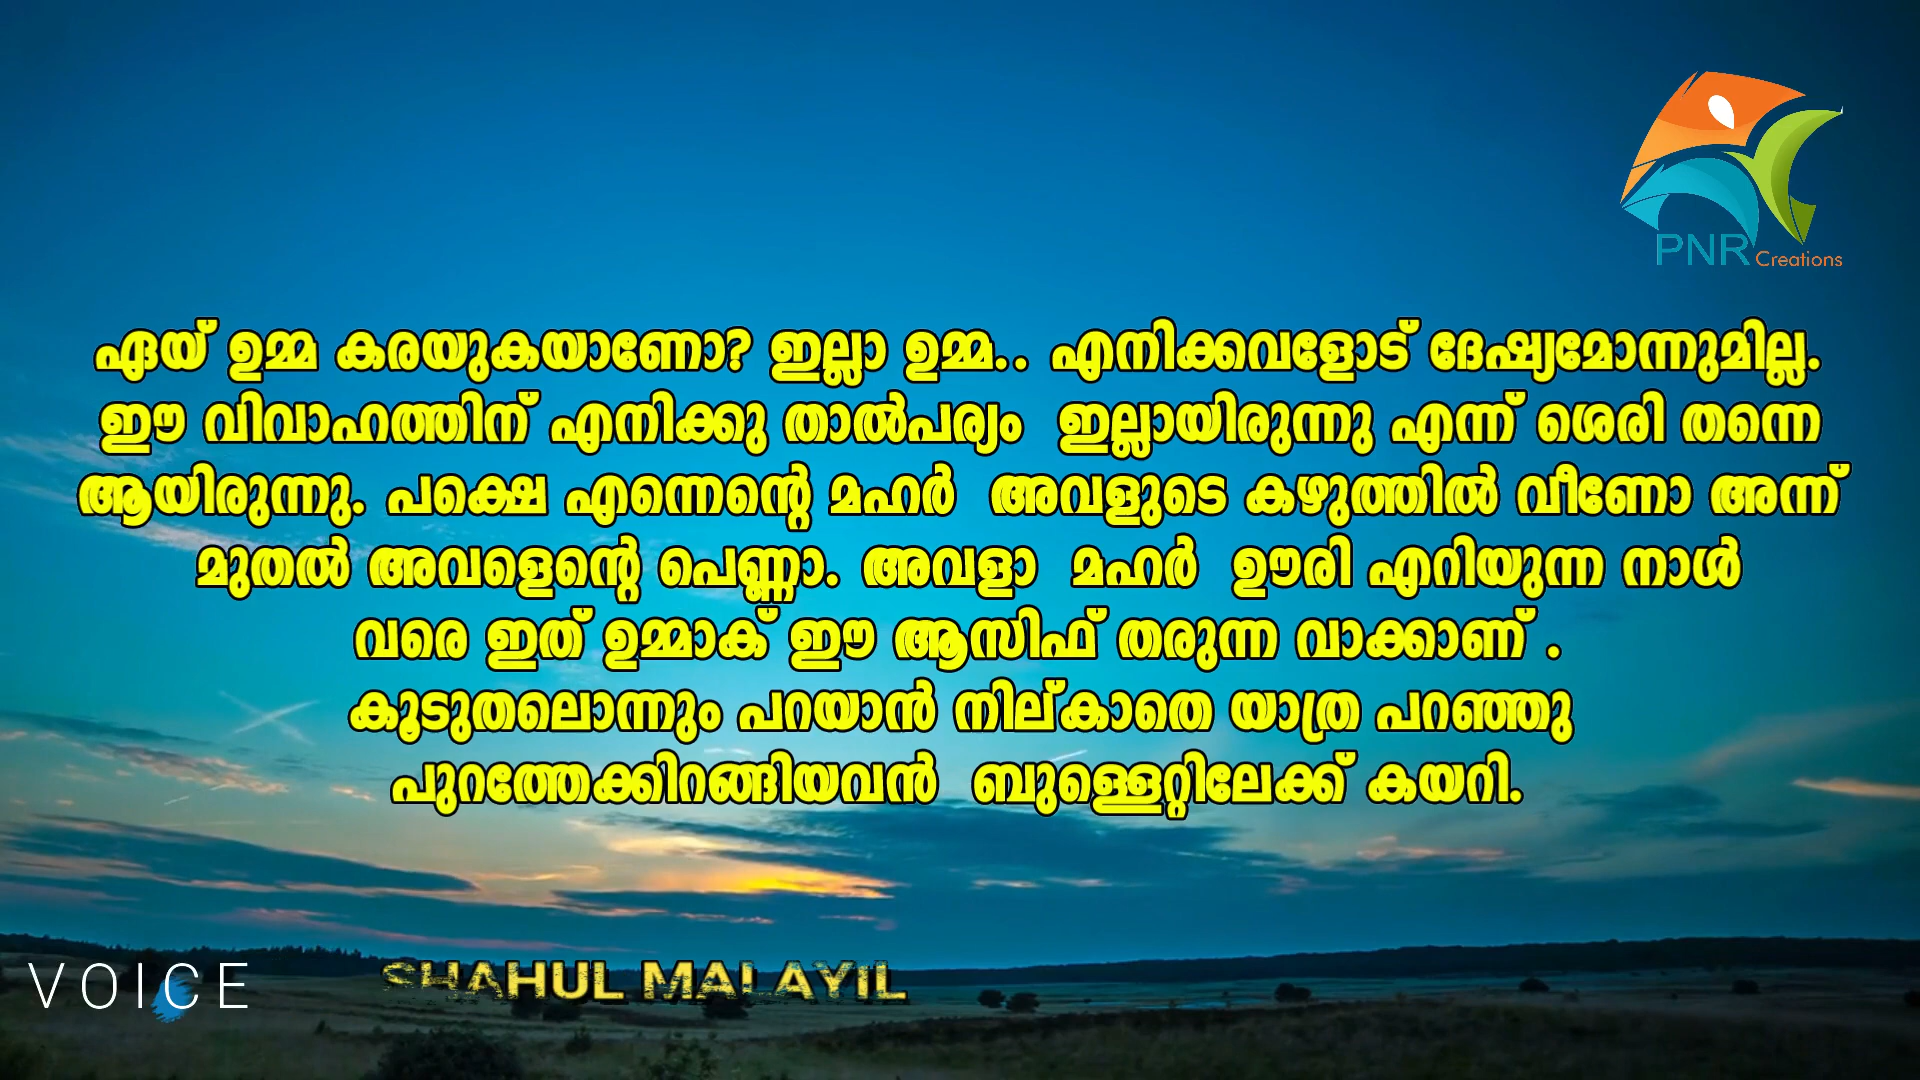 PNR Creations
ഏയ് ഉമ്മ കരയുകയാണോ? ഇല്ലാ ഉമ്മ.. എനിക്കവളോട് ദേഷ്യമോന്നുമില്ല.
ഈ വിവാഹത്തിന് എനിക്കു താൽപര്യം ഇല്ലായിരുന്നു എന്ന് ശെരി തന്നെ
ആയിരുന്നു. പക്ഷെ എന്നെന്റെ മഹർ അവളുടെ കഴുത്തിൽ വീണോ അന്ന്
മുതൽ അവളെന്റെ പെണ്ണാ. അവളാ മഹർ ഊരി എറിയുന്ന നാൾ
വരെ ഇത് ഉമ്മാക് ഈ ആസിഫ് തരുന്ന വാക്കാണ് .
കൂടുതലൊന്നും പറയാൻ നില്കാതെ യാത്ര പറഞ്ഞു
പുറത്തേക്കിറങ്ങിയവൻ ബുള്ളെറ്റിലേക്ക് കയറി.
VOICE SHAHUL MALAYIL